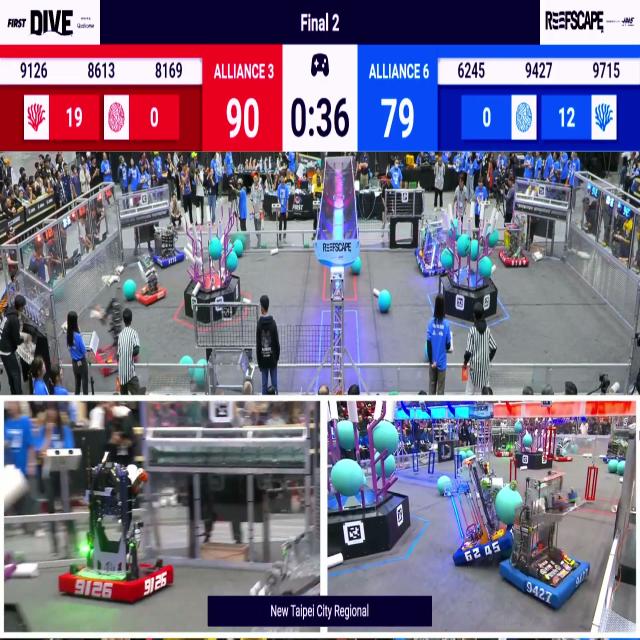 FIRST DIVE
Final 2
REEFSCAPE
9126 8613 8169
ALLIANCE 3
ALLIANCE 6
6245 9427 9715
19 0
90
0:36
79
0 12
REEFSCAPE
9126 9126
6245
9427
New Taipei City Regional